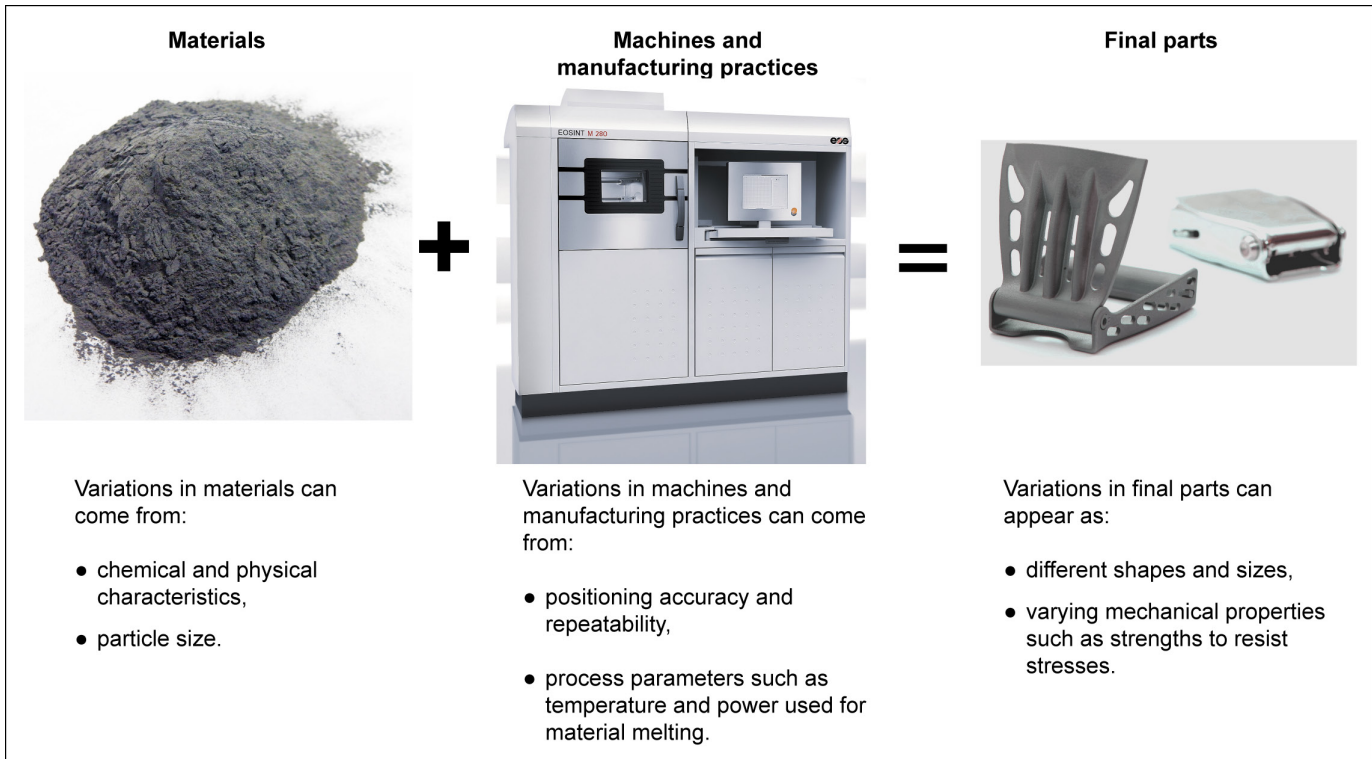 Materials
Machines and
manufacturing practices
Final parts
EOSINT M 280
eos
Variations in materials can
come from:
● chemical and physical
characteristics,
● particle size.
Variations in machines and
manufacturing practices can come
from:
● positioning accuracy and
repeatability,
● process parameters such as
temperature and power used for
material melting.
Variations in final parts can
appear as:
● different shapes and sizes,
● varying mechanical properties
such as strengths to resist
stresses.